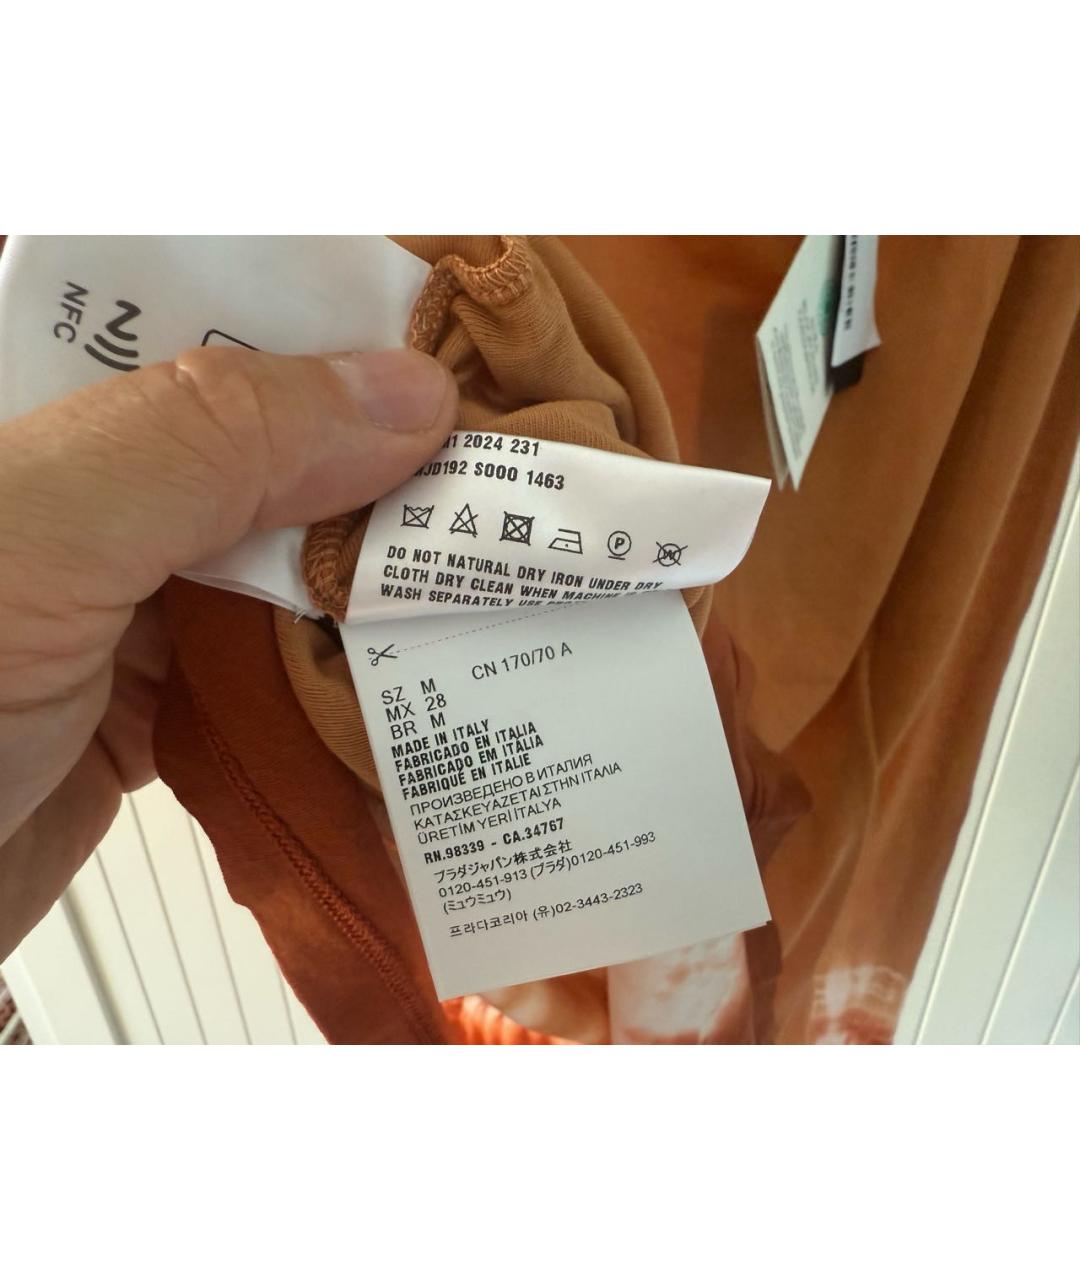 NFC
2024 231
JD192 S000 1463
P
W
DO NOT NATURAL DRY IRON UNDER DRY
CLOTH DRY CLEAN WHEN MACHINE
WASH SEPARATELY USE
CN 170/70 A
SZ M
MX 28
BR M
MADE IN ITALY
FABRICADO EN ITALIA
FABRICADO EM ITÁLIA
FABRIQUÉ EN ITALIE
ПРОИЗВЕДЕНО В ИТАЛИЯ
ΚΑΤΑΣΚΕΥΑΖΕΤΑΙ ΣΤΗΝ ΙΤΑΛΙΑ
ÜRETİM YERİ İTALYA
RN.98339 - CA.34767
プラダジャパン株式会社
0120-451-913 (プラダ)0120-451-993
(ミュウミュウ)
프라다코리아 (유)02-3443-2323